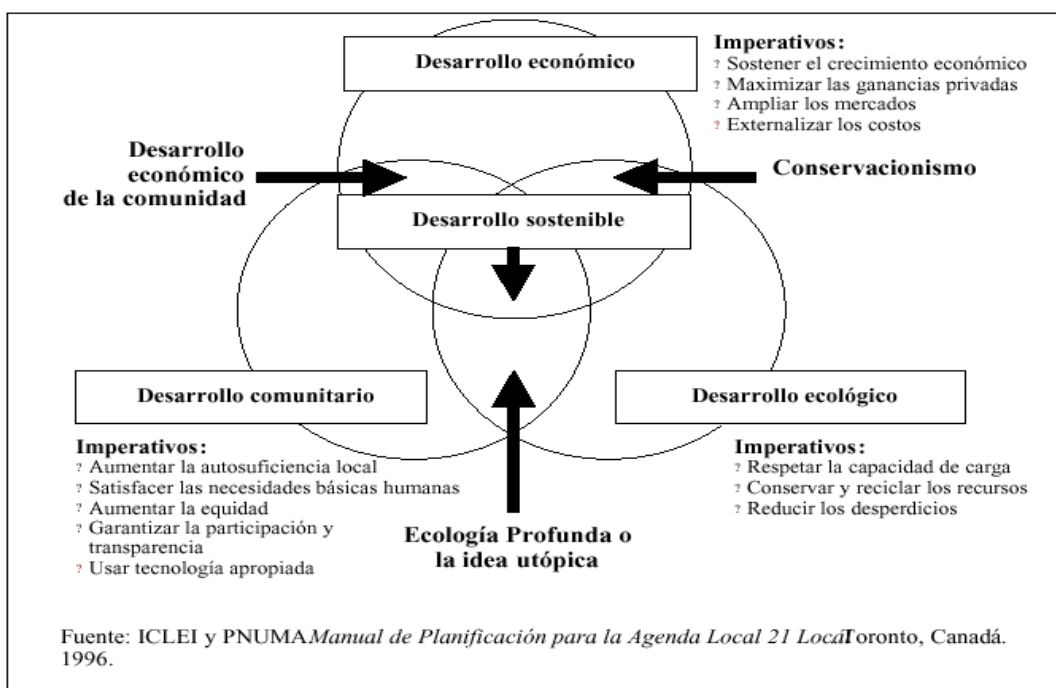 Desarrollo económico
Imperativos:
? Sostener el crecimiento económico
? Maximizar las ganancias privadas
? Ampliar los mercados
? Externalizar los costos
Desarrollo
económico
de la comunidad
Conservacionismo
Desarrollo sostenible
Desarrollo comunitario
Imperativos:
? Aumentar la autosuficiencia local
? Satisfacer las necesidades básicas humanas
? Aumentar la equidad
? Garantizar la participación y
transparencia
? Usar tecnología apropiada
Desarrollo ecológico
Imperativos:
? Respetar la capacidad de carga
? Conservar y reciclar los recursos
? Reducir los desperdicios
Ecología Profunda o
la idea utópica
Fuente: ICLEI y PNUMA Manual de Planificación para la Agenda Local 21 Local Toronto, Canadá.
1996.